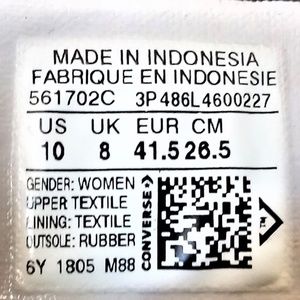 MADE IN INDONESIA
FABRIQUE EN INDONESIE
561702C 3P486L4600227
US UK EUR CM
10 8 41.5 26.5
GENDER: WOMEN
UPPER TEXTILE
LINING: TEXTILE
OUTSOLE: RUBBER
6Y 1805 M88
CONVERSE